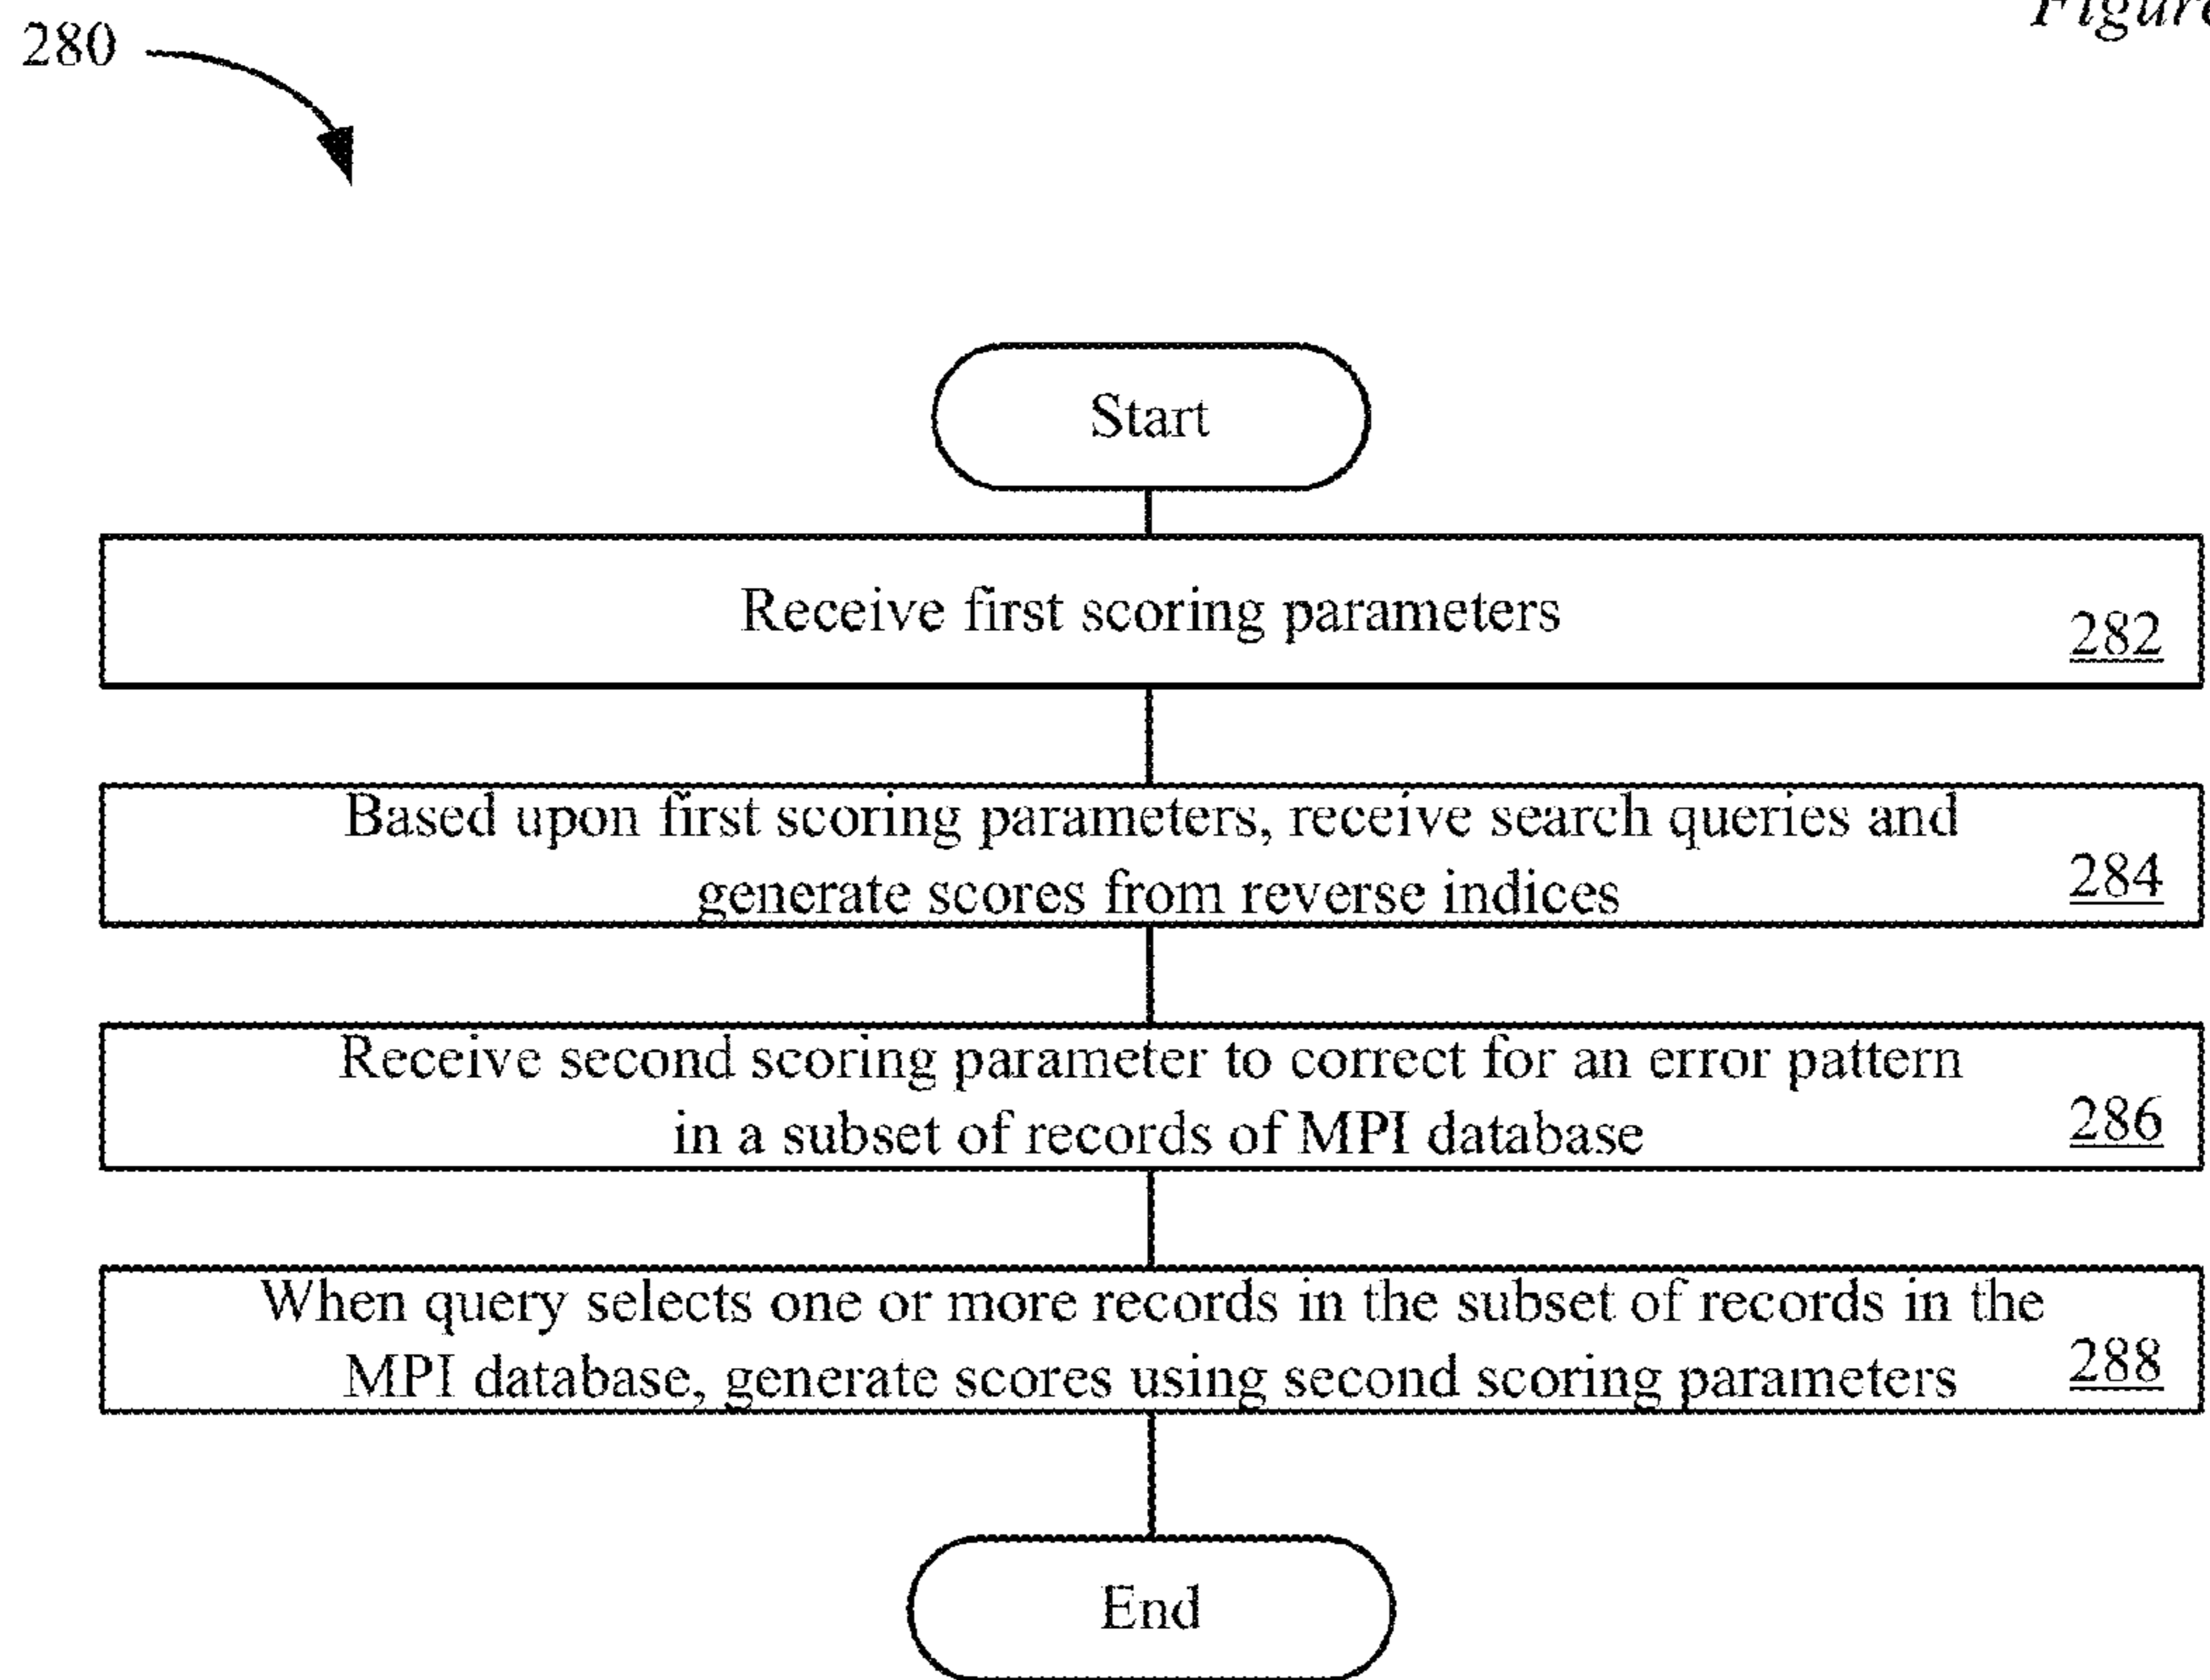 Figure
280
Start
Receive first scoring parameters
282
Based upon first scoring parameters, receive search queries and
generate scores from reverse indices
284
Receive second scoring parameter to correct for an error pattern
in a subset of records of MPI database
286
When query selects one or more records in the subset of records in the
MPI database, generate scores using second scoring parameters
288
End